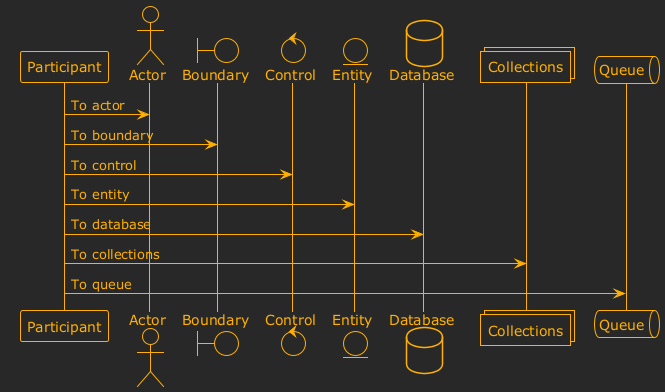 Participant
Actor
Boundary
Control
Entity
Database
Collections
Queue
To actor
To boundary
To control
To entity
To database
To collections
To queue
Participant
Actor
Boundary
Control
Entity
Database
Collections
Queue